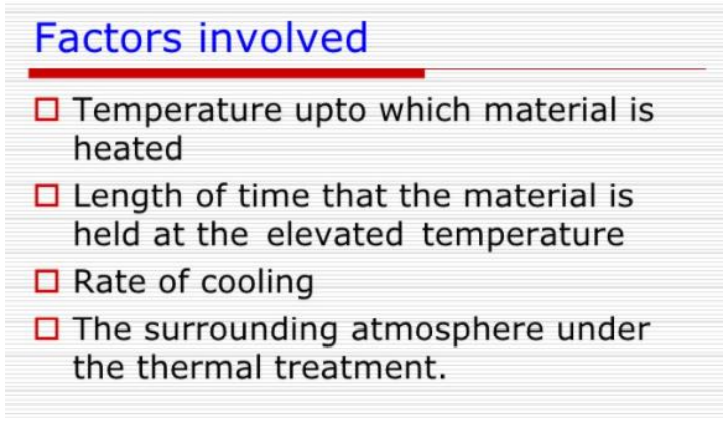 Factors involved
Temperature upto which material is
heated
Length of time that the material is
held at the elevated temperature
Rate of cooling
The surrounding atmosphere under
the thermal treatment.